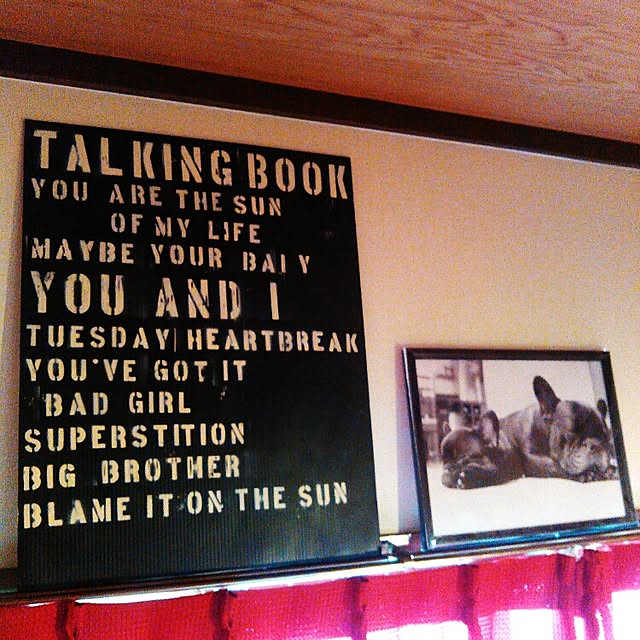 TALKING BOOK
YOU ARE THE SUN
OF MY LIFE
MAYBE YOUR BAIY
YOU AND I
TUESDAY HEARTBREAK
YOU'VE GOT IT
BAD GIRL
SUPERSTITION
BIG BROTHER
BLAME IT ON THE SUN